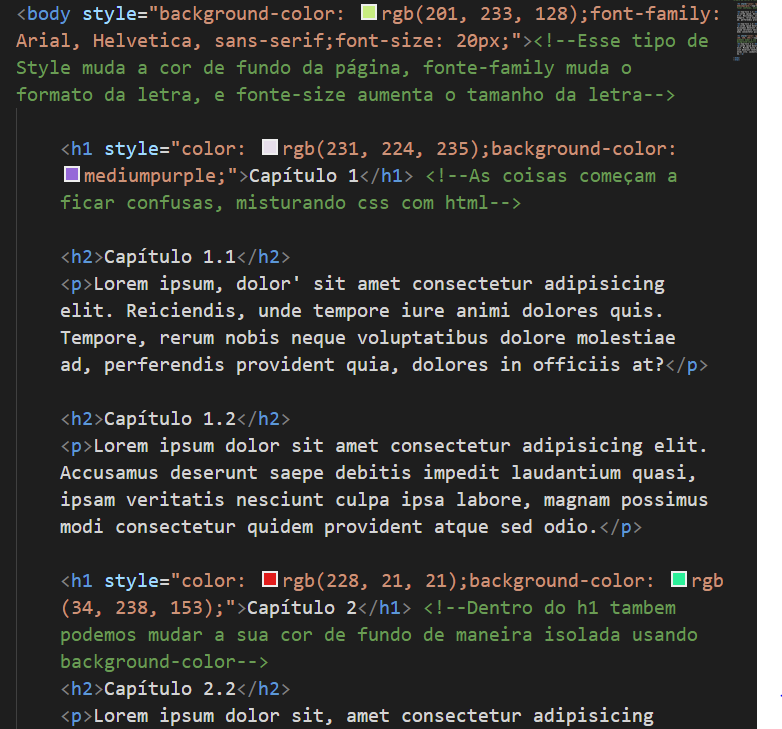 <body style="background-color: rgb(201, 233, 128);font-family:
Arial, Helvetica, sans-serif;font-size: 20px;"><!--Esse tipo de
Style muda a cor de fundo da página, fonte-family muda o
formato da letra, e fonte-size aumenta o tamanho da letra-->
<h1 style="color: rgb(231, 224, 235);background-color:
mediumpurple;">Capítulo 1</h1> <!--As coisas começam a
ficar confusas, misturando css com html-->
<h2>Capítulo 1.1</h2>
<p>Lorem ipsum, dolor' sit amet consectetur adipisicing
elit. Reiciendis, unde tempore iure animi dolores quis.
Tempore, rerum nobis neque voluptatibus dolore molestiae
ad, perferendis provident quia, dolores in officiis at?</p>
<h2>Capítulo 1.2</h2>
<p>Lorem ipsum dolor sit amet consectetur adipisicing elit.
Accusamus deserunt saepe debitis impedit laudantium quasi,
ipsam veritatis nesciunt culpa ipsa labore, magnam possimus
modi consectetur quidem provident atque sed odio.</p>
<h1 style="color: rgb(228, 21, 21);background-color: rgb
(34, 238, 153);">Capítulo 2</h1> <!--Dentro do h1 tambem
podemos mudar a sua cor de fundo de maneira isolada usando
background-color-->
<h2>Capítulo 2.2</h2>
<p>Lorem ipsum dolor sit, amet consectetur adipisicing